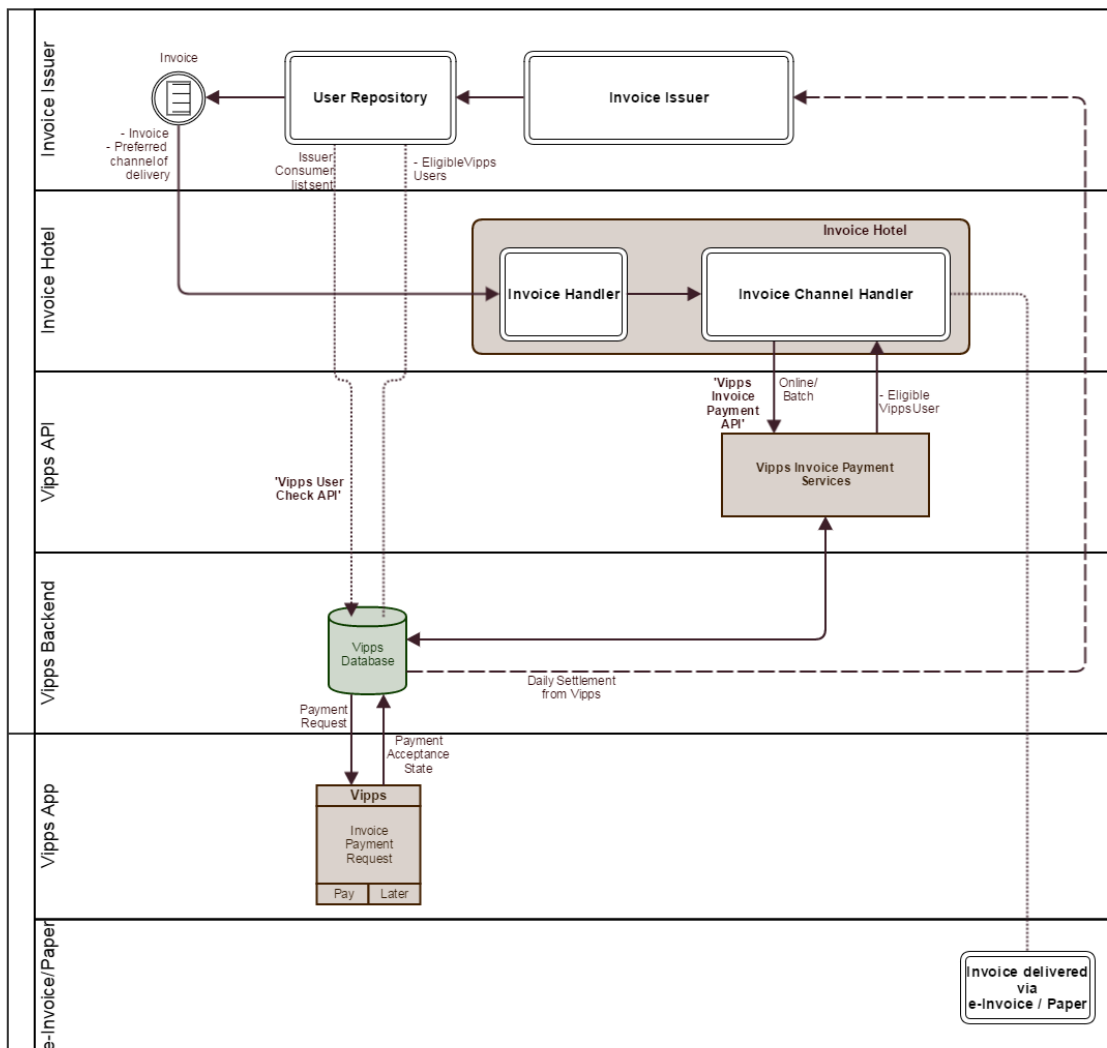 Invoice Issuer
Invoice
User Repository
Invoice Issuer
- Invoice
- Preferred
channel of
delivery
Issuer
Consumer
list sent
- Eligible Vipps
Users
Invoice Hotel
Invoice Hotel
Invoice Handler
Invoice Channel Handler
Vipps API
'Vipps
Invoice
Payment
API'
Online/
Batch
- Eligible
Vipps User
Vipps Invoice Payment
Services
'Vipps User
Check API'
Vipps Backend
Vipps
Database
Daily Settlement
from Vipps
Payment
Request
Payment
Acceptance
State
Vipps App
Vipps
Invoice
Payment
Request
Pay
Later
e-Invoice/Paper
Invoice delivered
via
e-Invoice / Paper